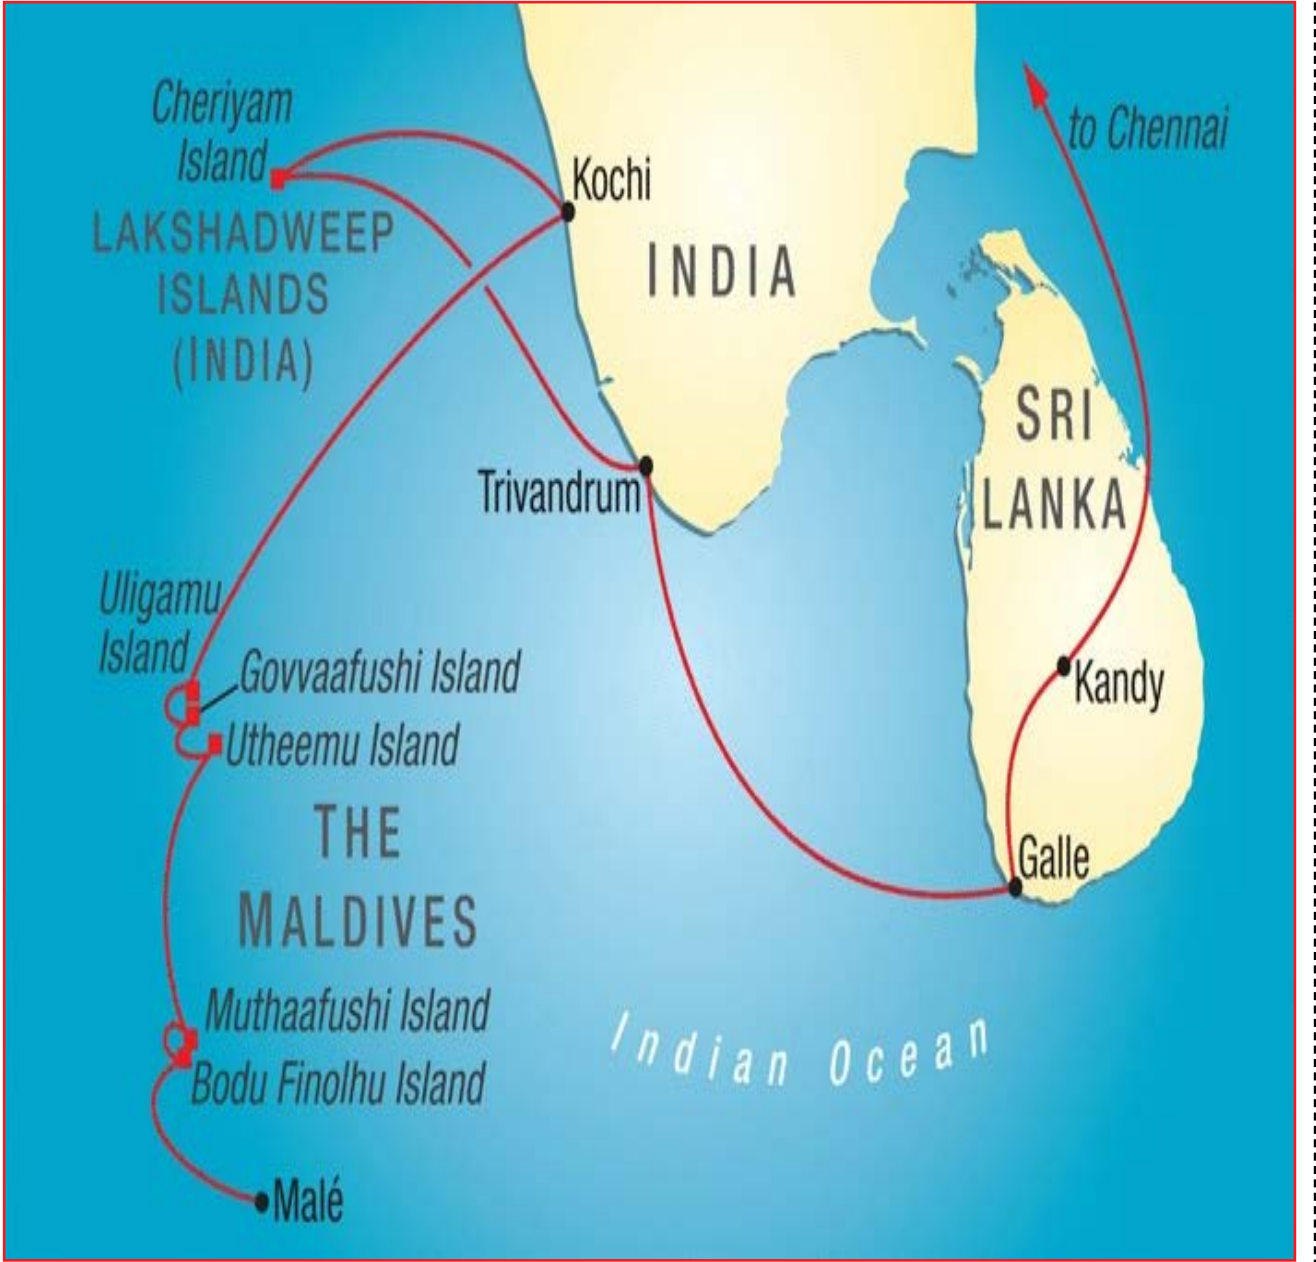 Cheriyam
Island
LAKSHADWEEP
ISLANDS
(INDIA)
Kochi
INDIA
to Chennai
SRI
LANKA
Trivandrum
Uligamu
Island
Govvaafushi Island
Utheemu Island
THE
MALDIVES
Kandy
Galle
Muthaafushi Island
Bodu Finolhu Island
Indian Ocean
Malé